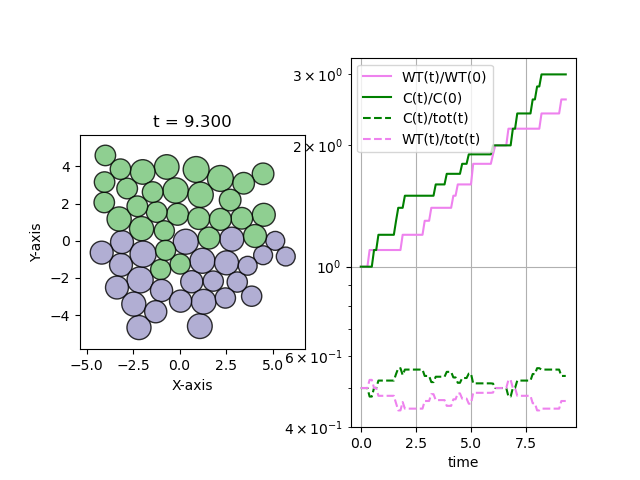 t = 9.300
Y-axis
4
2
0
−2
−4
−5.0 −2.5 0.0 2.5 5.0
X-axis
WT(t)/WT(0)
C(t)/C(0)
C(t)/tot(t)
WT(t)/tot(t)
3 × 10⁰
2 × 10⁰
10⁰
6 × 10⁻¹
4 × 10⁻¹
0.0 2.5 5.0 7.5
time